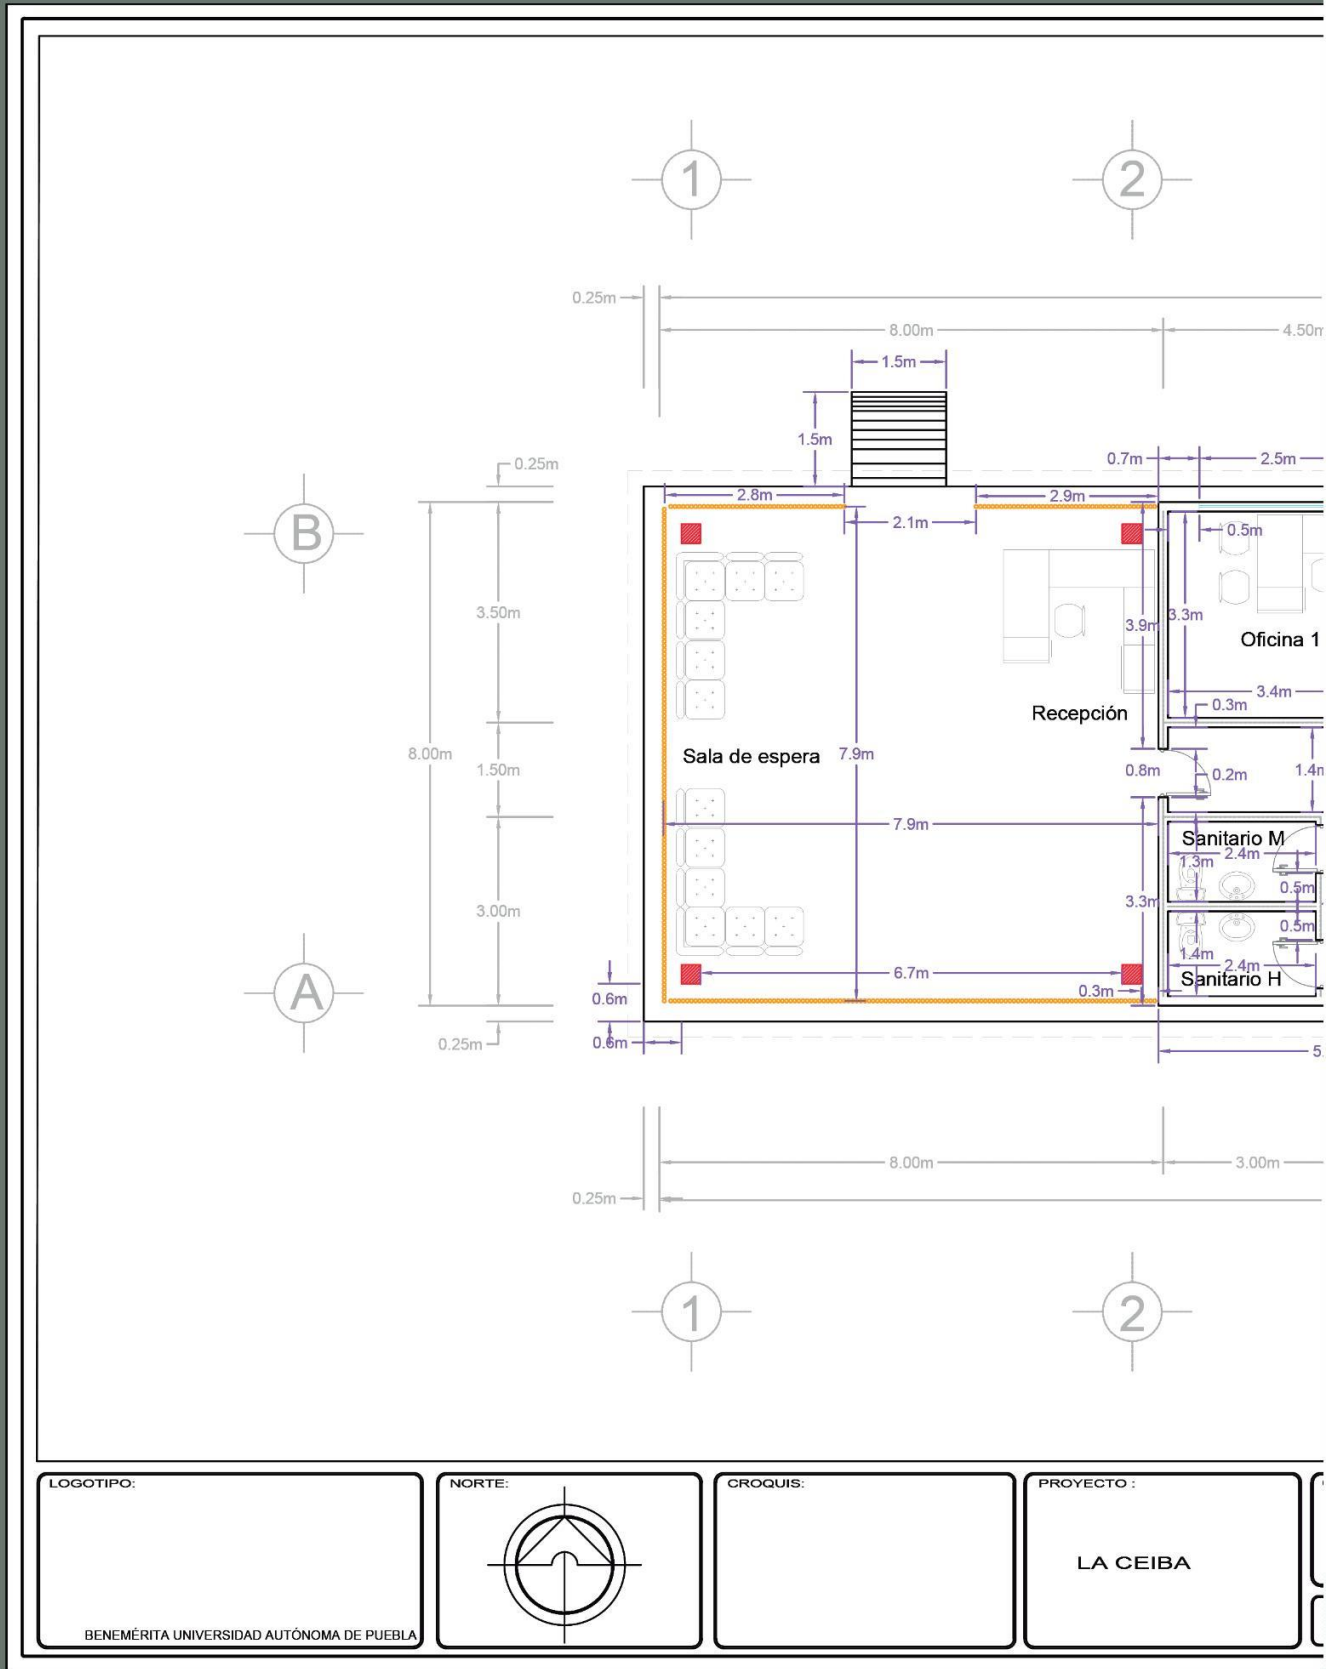 1
2
0.25m
8.00m
4.50m
1.5m
1.5m
0.25m
0.7m
2.5m
2.8m
2.9m
2.1m
0.5m
B
3.50m
3.9m
3.3m
Oficina 1
3.4m
0.3m
Recepción
8.00m
1.50m
Sala de espera
7.9m
0.8m
0.2m
1.4m
7.9m
Sanitario M
2.4m
1.3m
0.5m
3.00m
3.3m
0.5m
1.4m
2.4m
Sanitario H
6.7m
A
0.6m
0.3m
0.25m
0.6m
5.
8.00m
3.00m
0.25m
1
2
LOGOTIPO:
BENEMÉRITA UNIVERSIDAD AUTÓNOMA DE PUEBLA
NORTE:
CROQUIS:
PROYECTO :
LA CEIBA